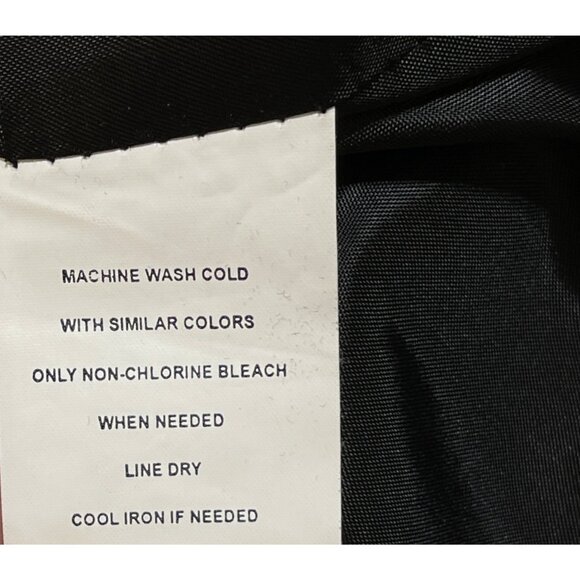 MACHINE WASH COLD
WITH SIMILAR COLORS
ONLY NON-CHLORINE BLEACH
WHEN NEEDED
LINE DRY
COOL IRON IF NEEDED